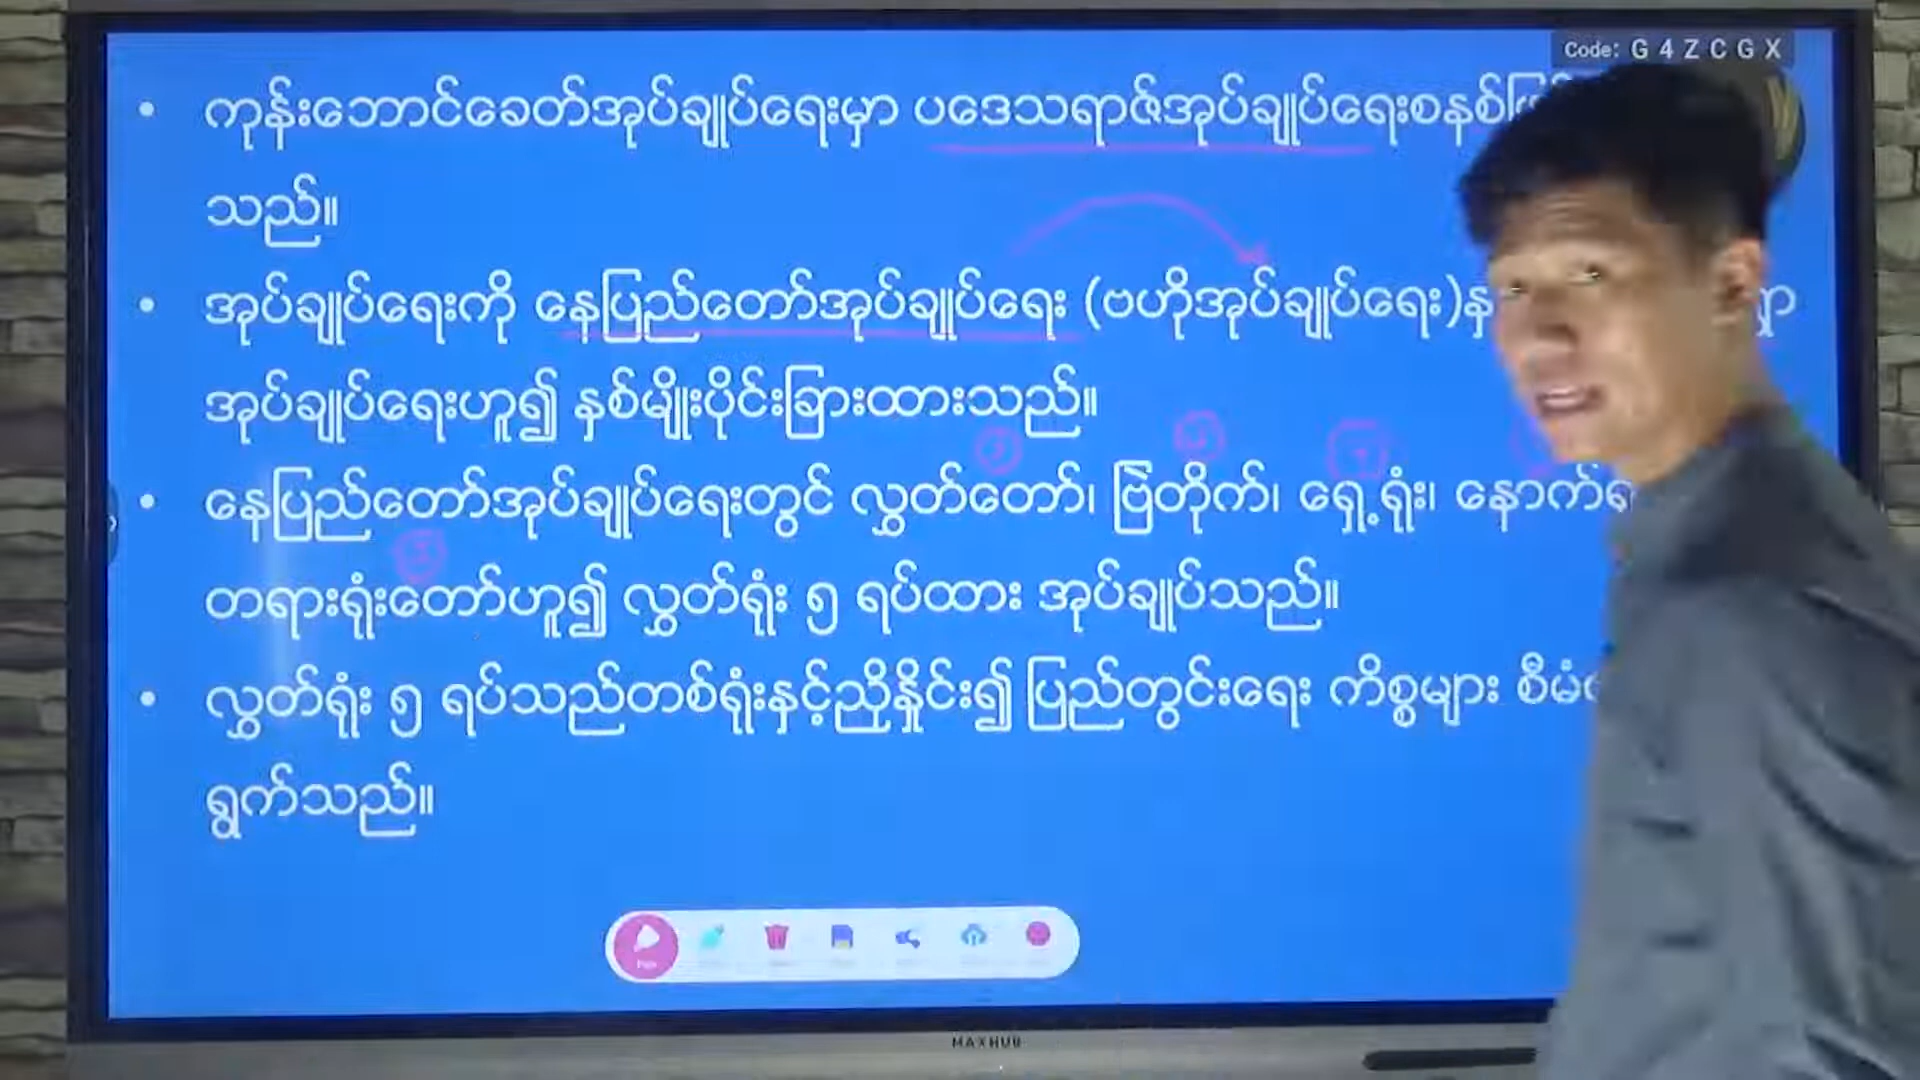 Code: G 4 Z C G X
• ကုန်းဘောင်ခေတ်အုပ်ချုပ်ရေးမှာ ပဒေသရာဇ်အုပ်ချုပ်ရေးစနစ်
သည်။
• အုပ်ချုပ်ရေးကို နေပြည်တော်အုပ်ချုပ်ရေး (ဗဟိုအုပ်ချုပ်ရေး)
အုပ်ချုပ်ရေးဟူ၍ နှစ်မျိုးပိုင်းခြားထားသည်။
• နေပြည်တော်အုပ်ချုပ်ရေးတွင် လွှတ်တော်၊ ဗြဲတိုက်၊ ရှေ့ရုံး၊
တရားရုံးတော်ဟူ၍ လွှတ်ရုံး ၅ ရပ်ထား အုပ်ချုပ်သည်။
• လွှတ်ရုံး ၅ ရပ်သည်တစ်ရုံးနှင့်ညှိနှိုင်း၍ ပြည်တွင်းရေး ကိစ္စများ
ရွက်သည်။
MAXHUB